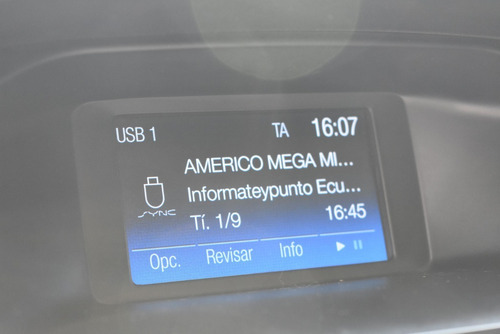 USB 1 TA 16:07
AMERICO MEGA MI...
Informateypunto Ecu...
SYNC
Tí. 1/9 16:45
Opc. Revisar Info